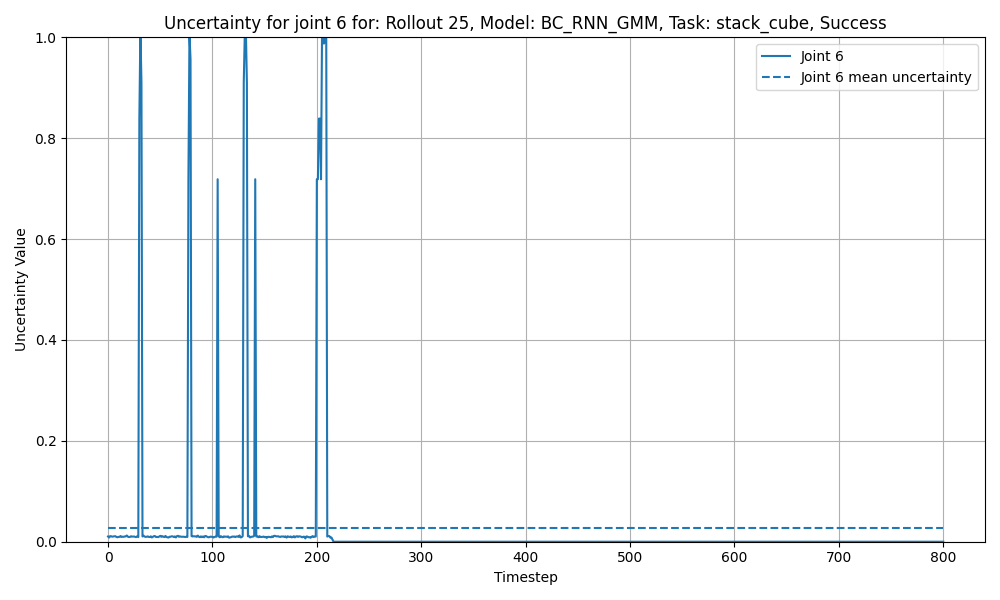 Uncertainty for joint 6 for: Rollout 25, Model: BC_RNN_GMM, Task: stack_cube, Success
Joint 6
Joint 6 mean uncertainty
Uncertainty Value
1.0
0.8
0.6
0.4
0.2
0.0
0 100 200 300 400 500 600 700 800
Timestep